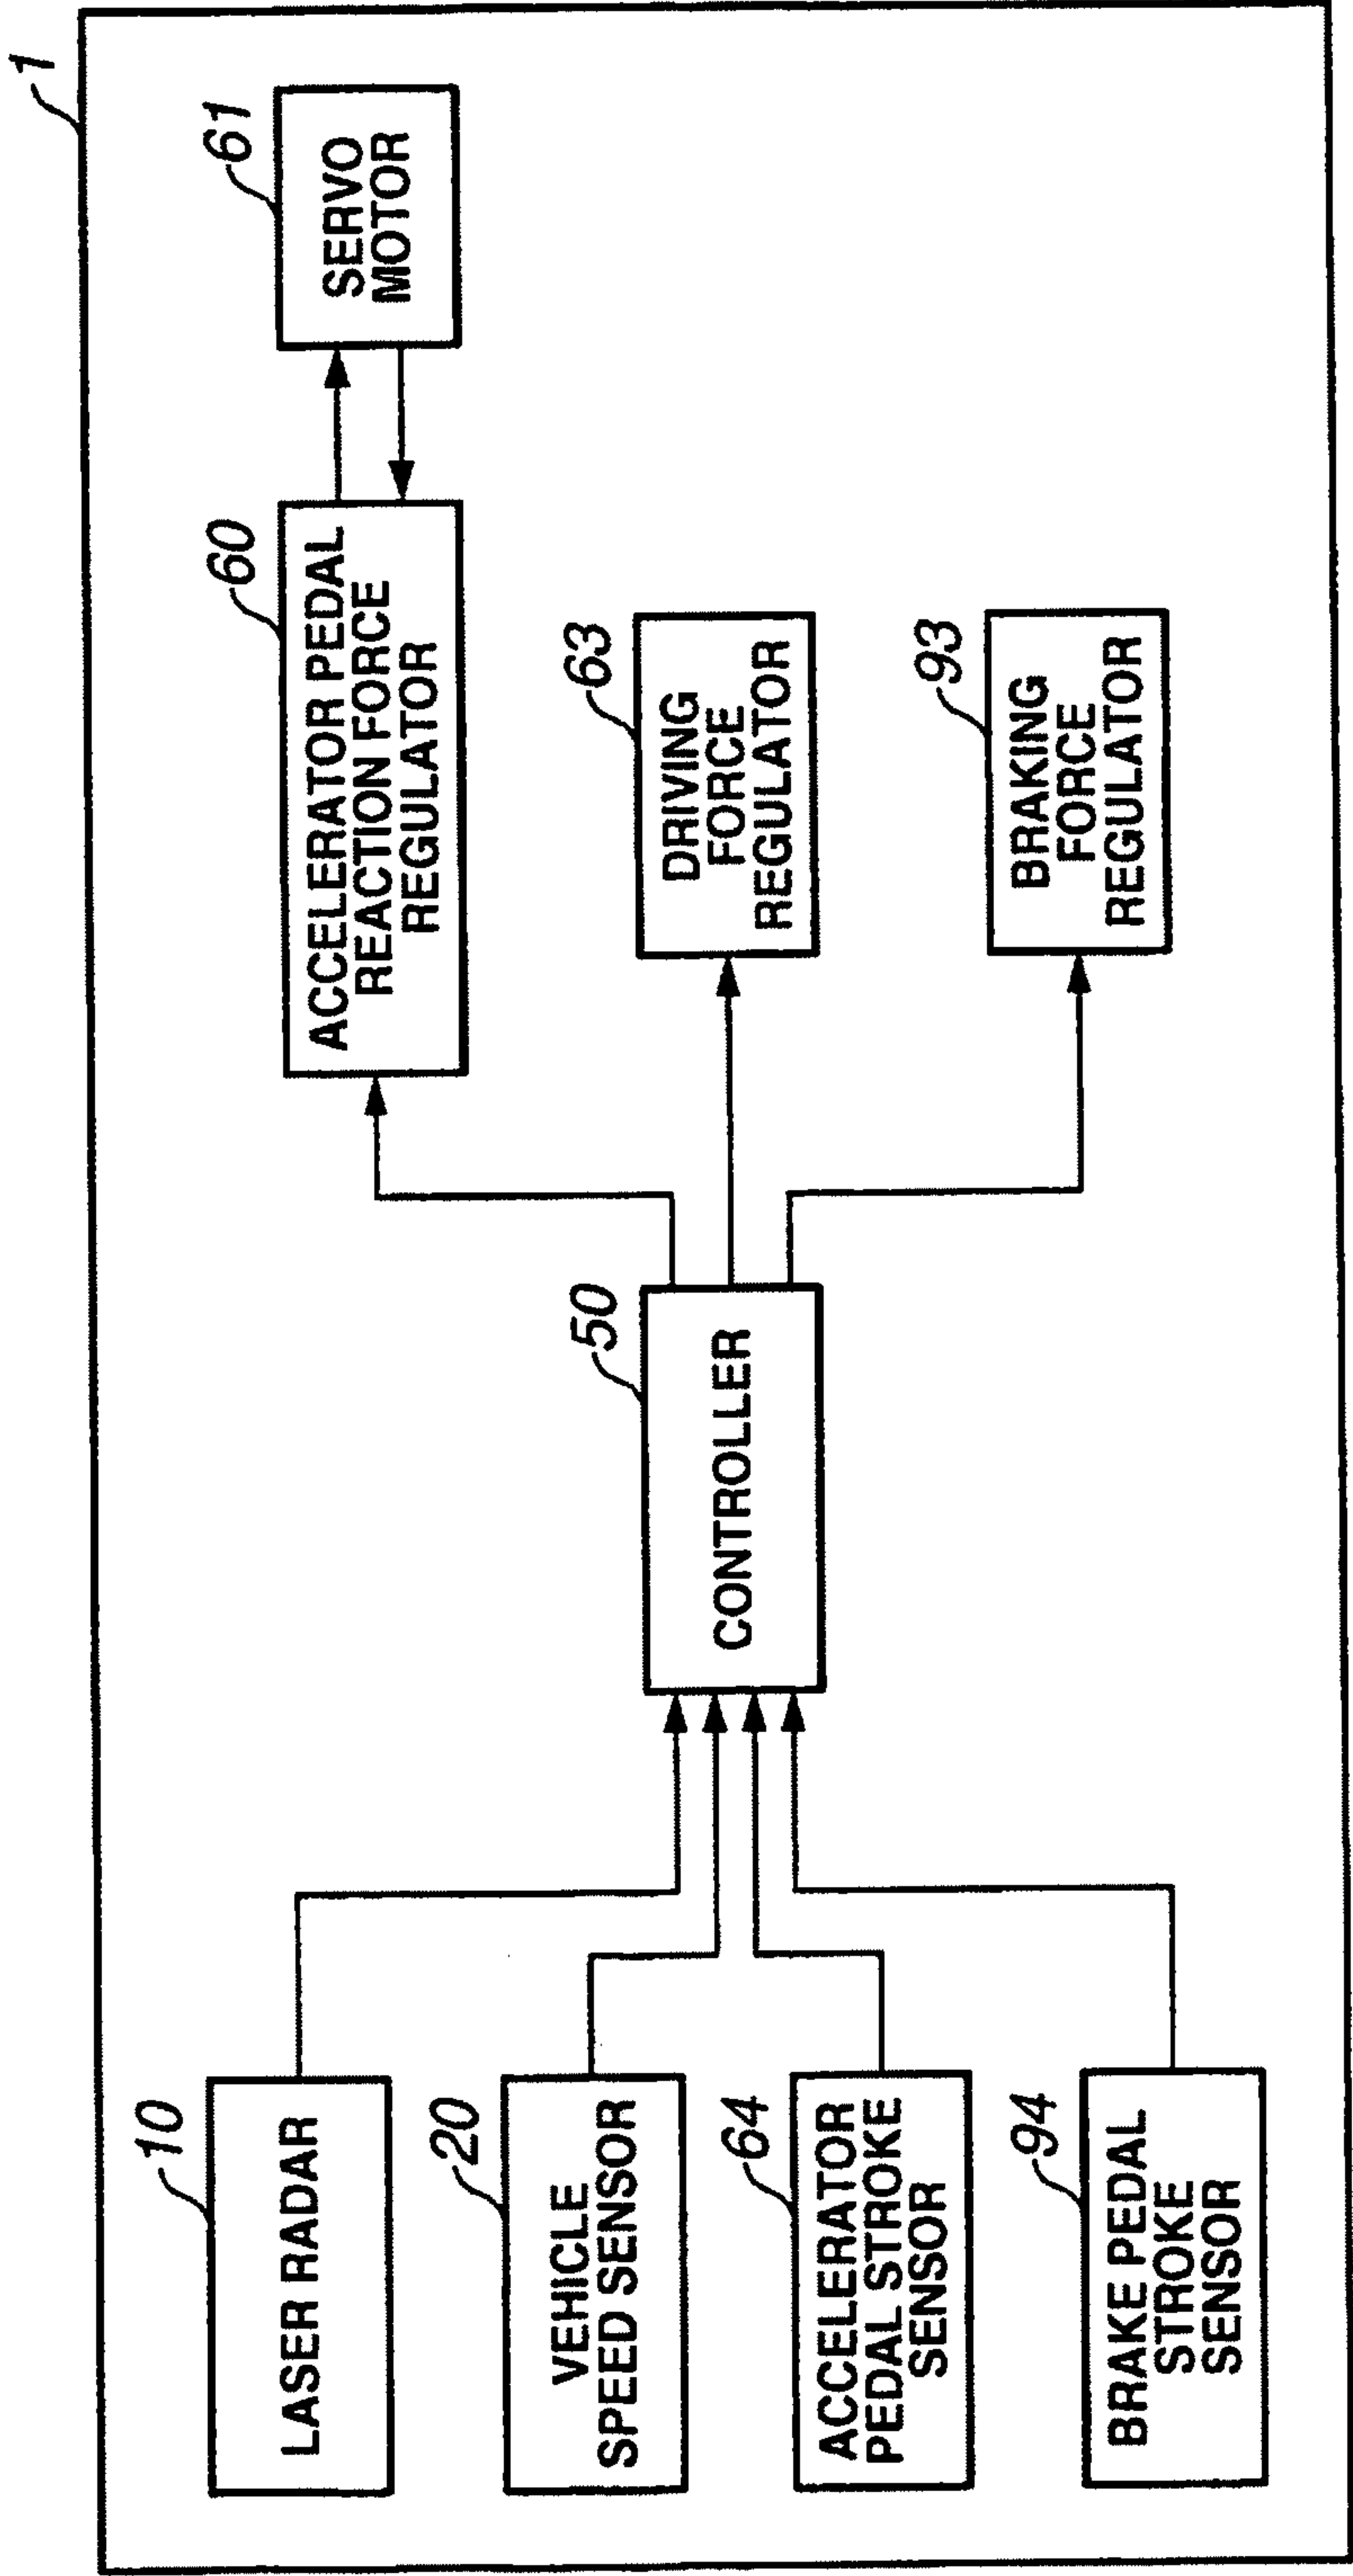 1
10
LASER RADAR
20
VEHICLE
SPEED SENSOR
64
ACCELERATOR
PEDAL STROKE
SENSOR
94
BRAKE PEDAL
STROKE
SENSOR
50
CONTROLLER
60
ACCELERATOR PEDAL
REACTION FORCE
REGULATOR
61
SERVO
MOTOR
63
DRIVING
FORCE
REGULATOR
93
BRAKING
FORCE
REGULATOR